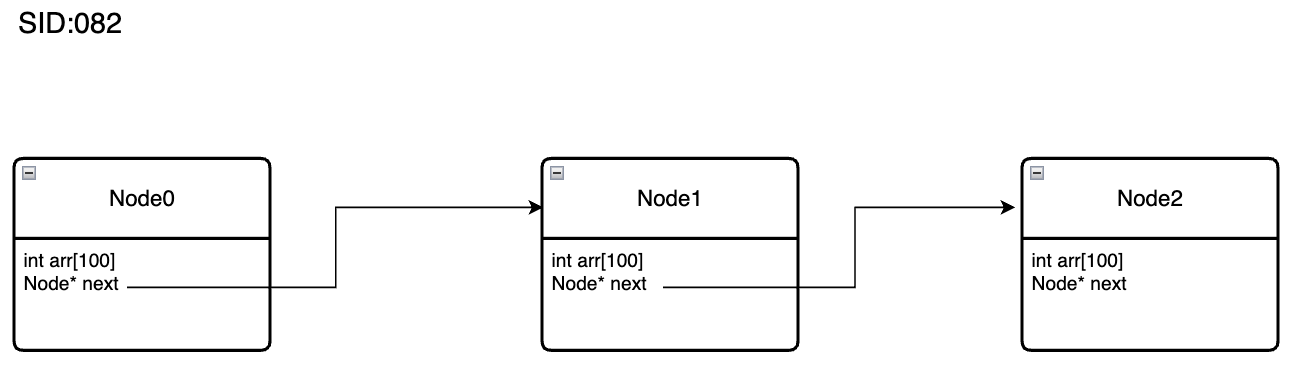 SID:082
Node0
int arr[100]
Node* next
Node1
int arr[100]
Node* next
Node2
int arr[100]
Node* next